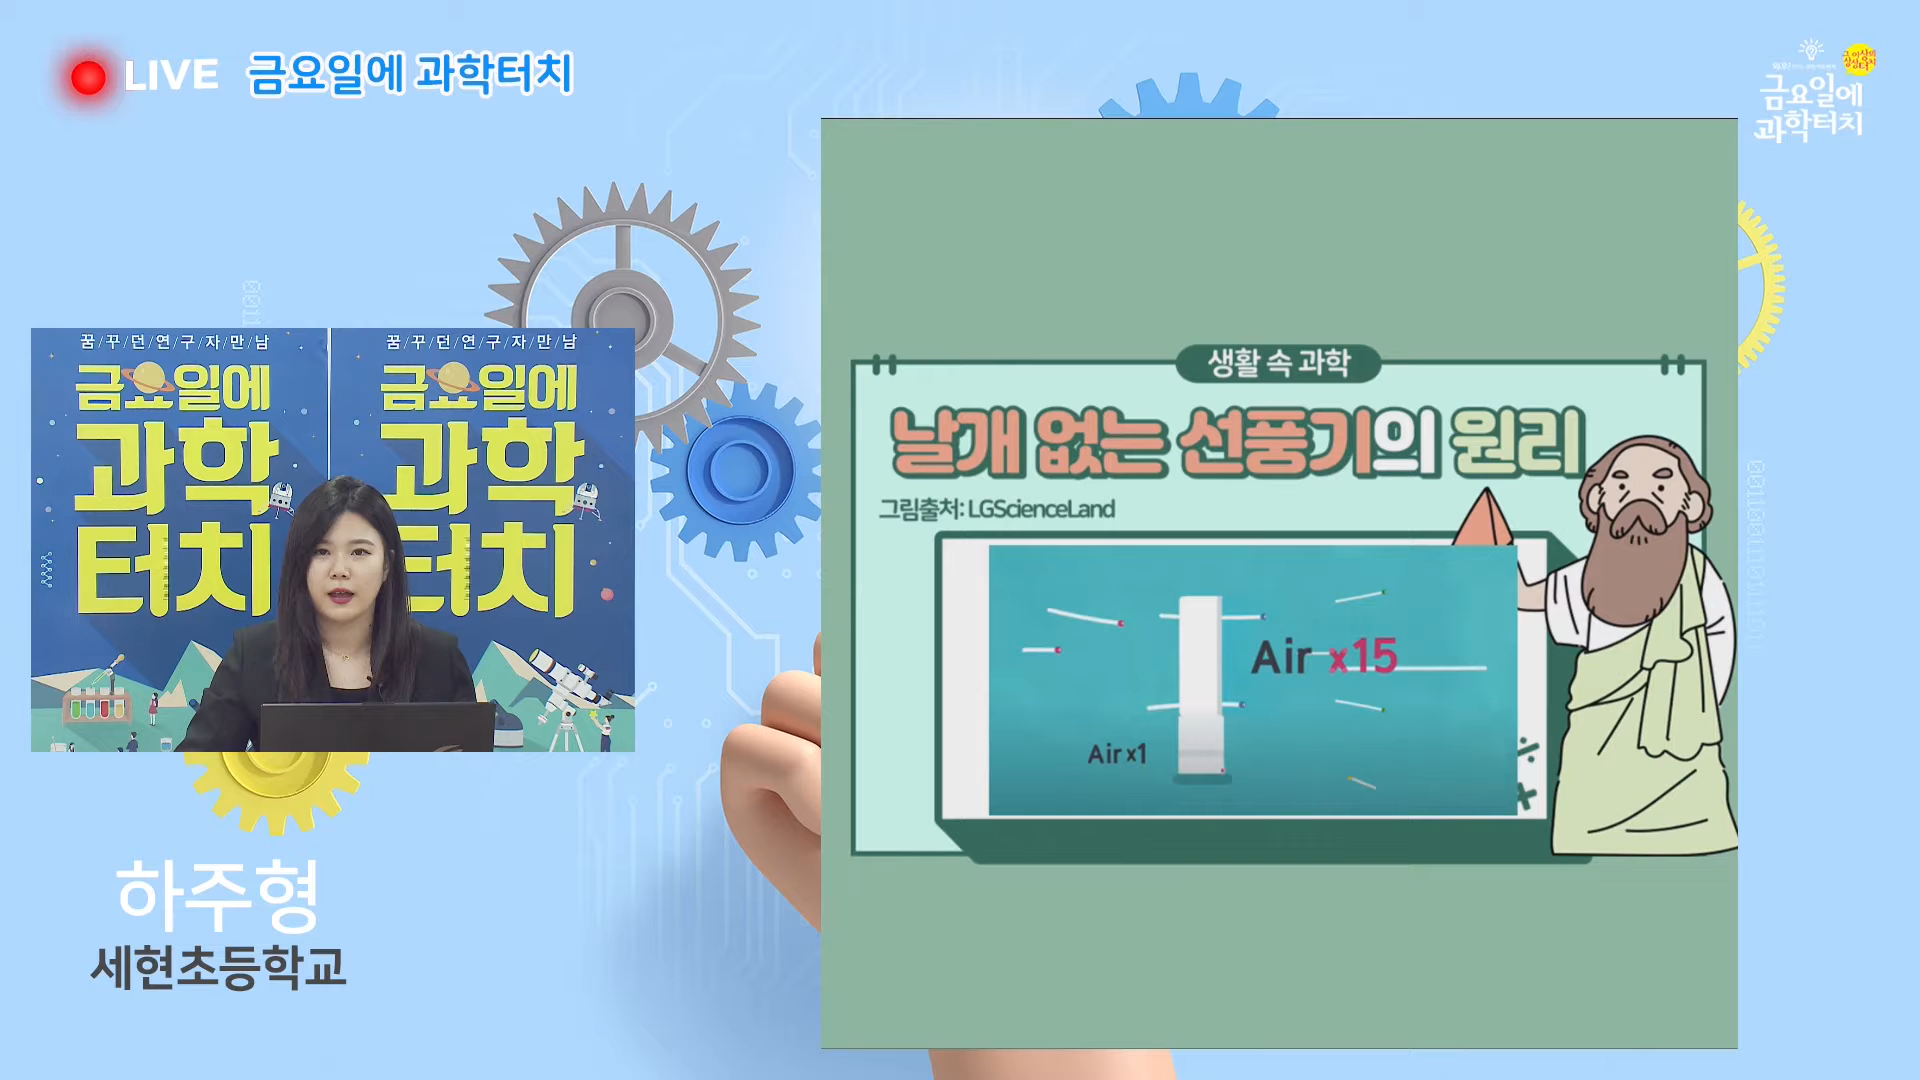 LIVE 금요일에 과학터치
금요일에
과학터치
꿈/꾸/던/연/구/자/만/남
금요일에
과학
터치
꿈/꾸/던/연/구/자/만/남
금요일에
과학
터치
하주형
세현초등학교
생활 속 과학
날개 없는 선풍기의 원리
그림출처: LGScienceLand
Air x15
Air x1